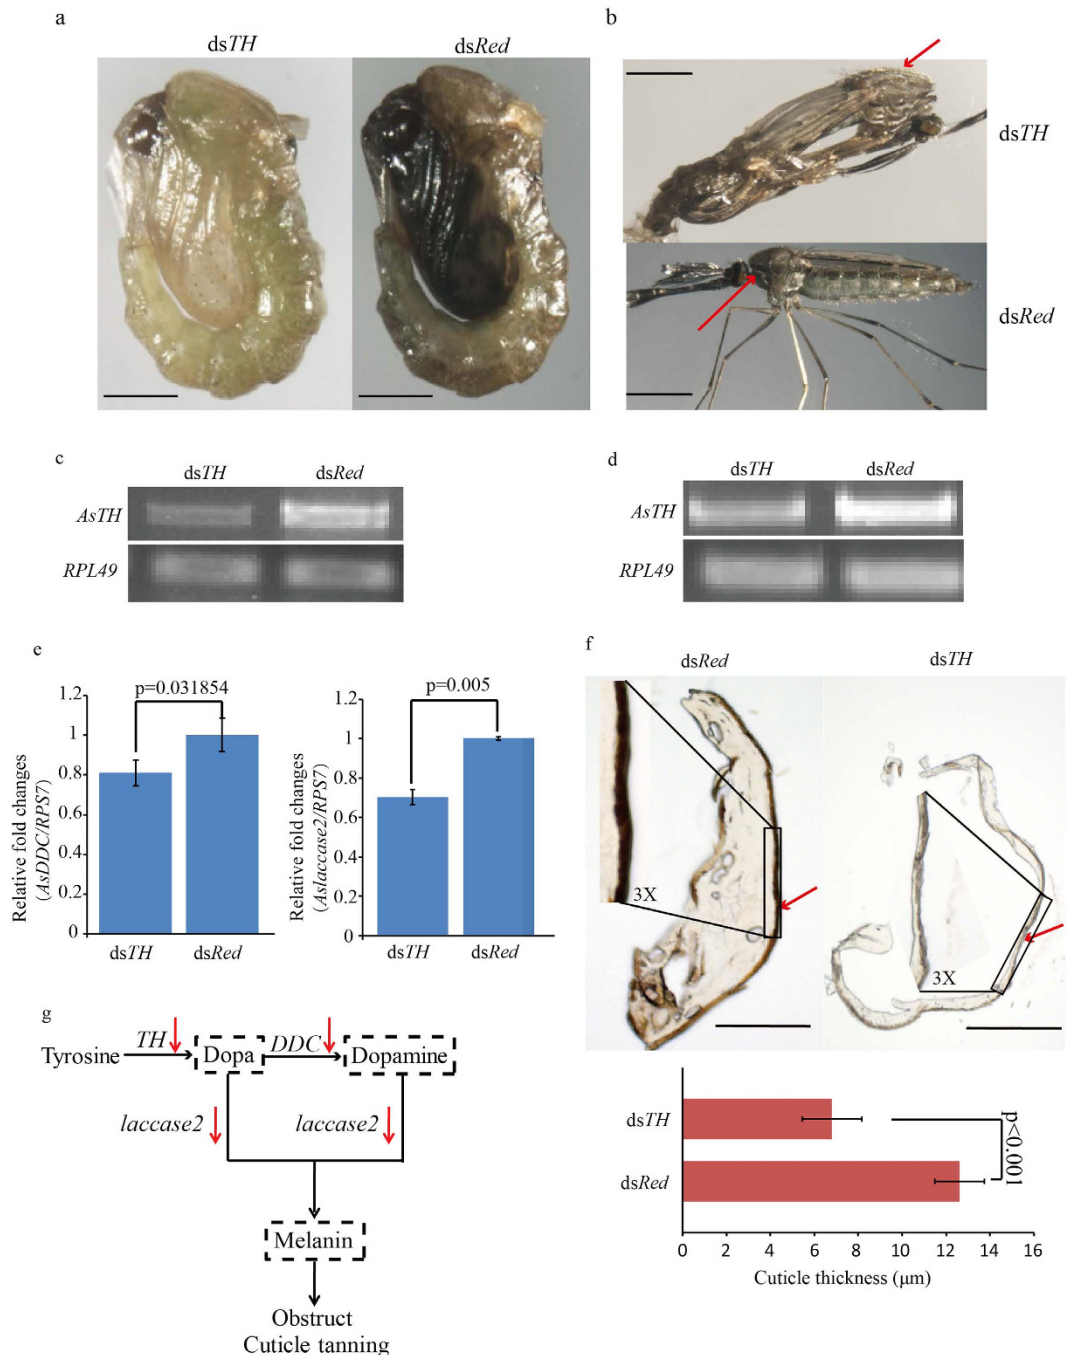 a
dsTH
dsRed
b
dsTH
dsRed
c
dsTH
dsRed
AsTH
RPL49
d
dsTH
dsRed
AsTH
RPL49
e
p=0.031854
1.2
1
0.8
0.6
0.4
0.2
0
Relative fold changes
(AsDDC/RPS7)
dsTH
dsRed
p=0.005
1.2
1
0.8
0.6
0.4
0.2
0
Relative fold changes
(Aslaccase2/RPS7)
dsTH
dsRed
f
dsRed
dsTH
3X
3X
dsTH
dsRed
p<0.001
0 2 4 6 8 10 12 14 16
Cuticle thickness (μm)
g
Tyrosine TH Dopa DDC Dopamine
laccase2 laccase2
Melanin
Obstruct
Cuticle tanning